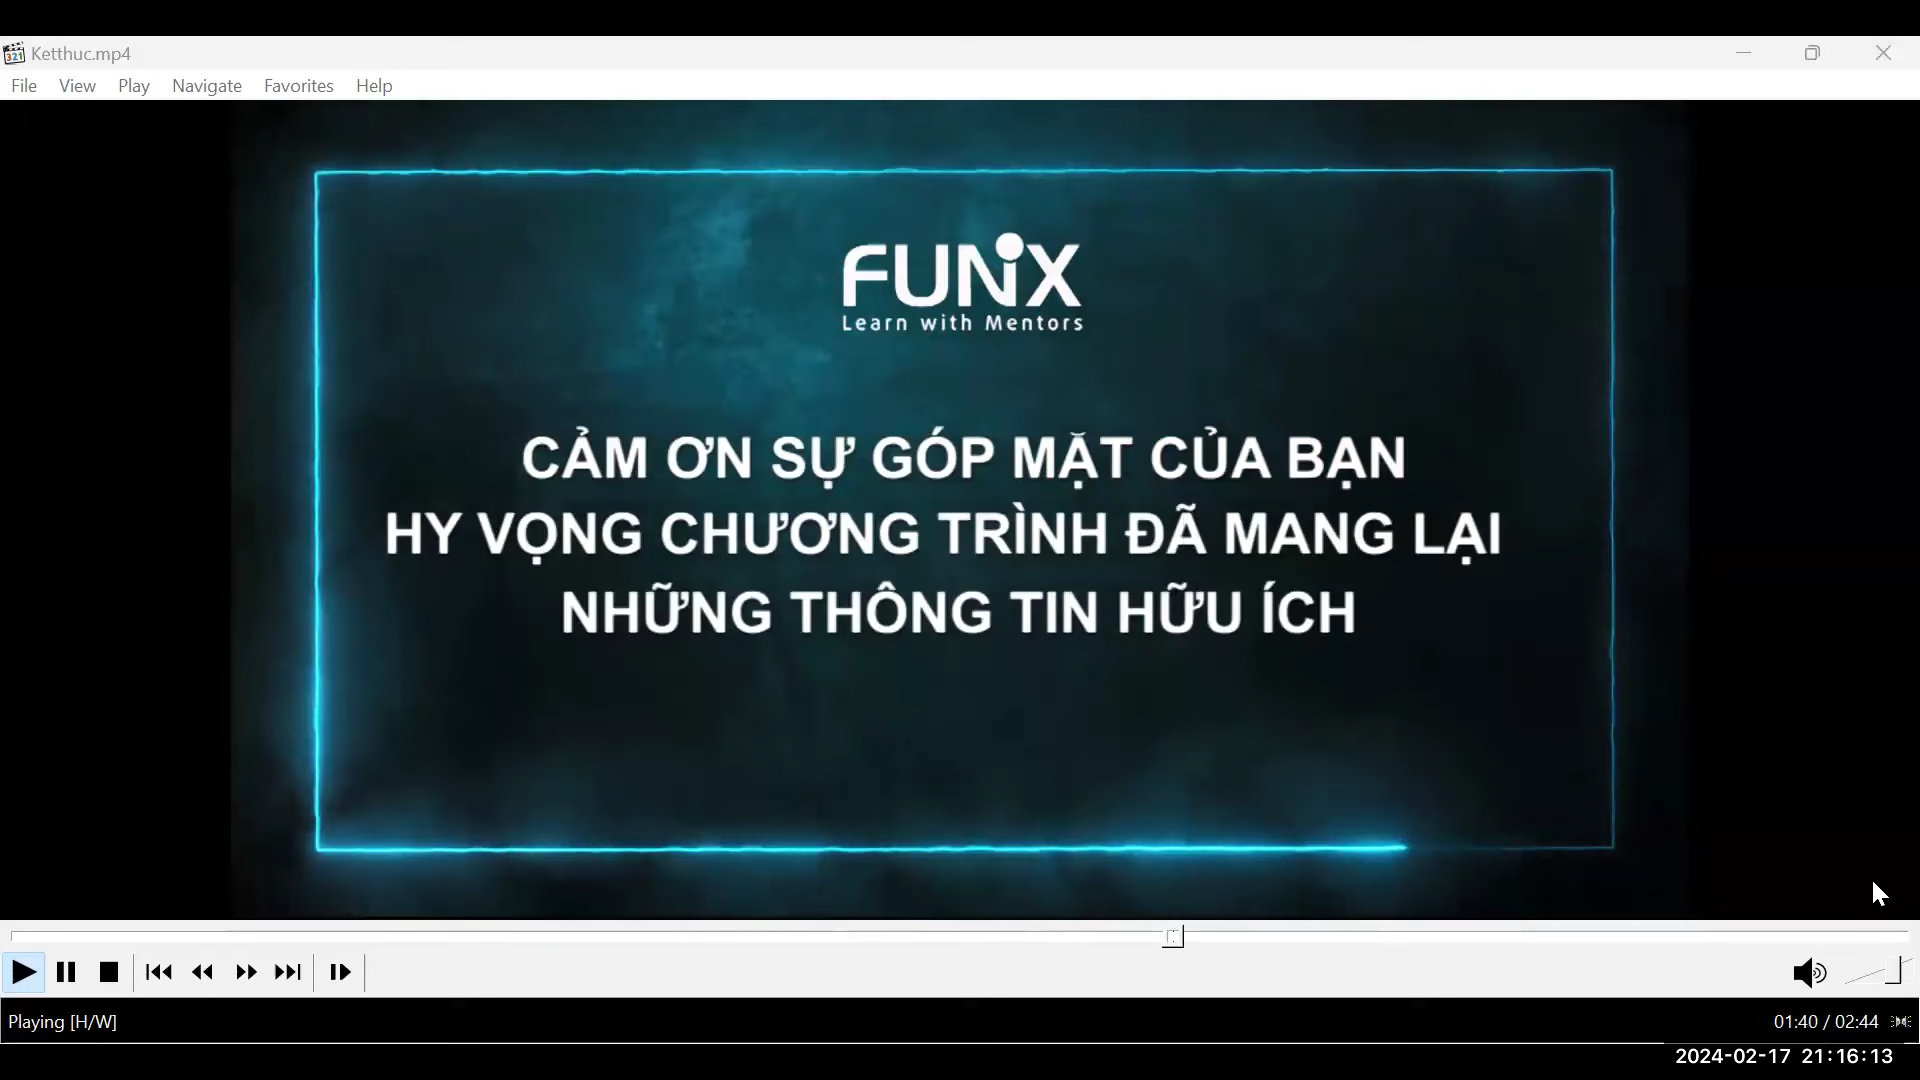 Ketthuc.mp4
File View Play Navigate Favorites Help
FUNiX
Learn with Mentors
CẢM ƠN SỰ GÓP MẶT CỦA BẠN
HY VỌNG CHƯƠNG TRÌNH ĐÃ MANG LẠI
NHỮNG THÔNG TIN HỮU ÍCH
Playing [H/W]
01:40 / 02:44
2024-02-17 21:16:13